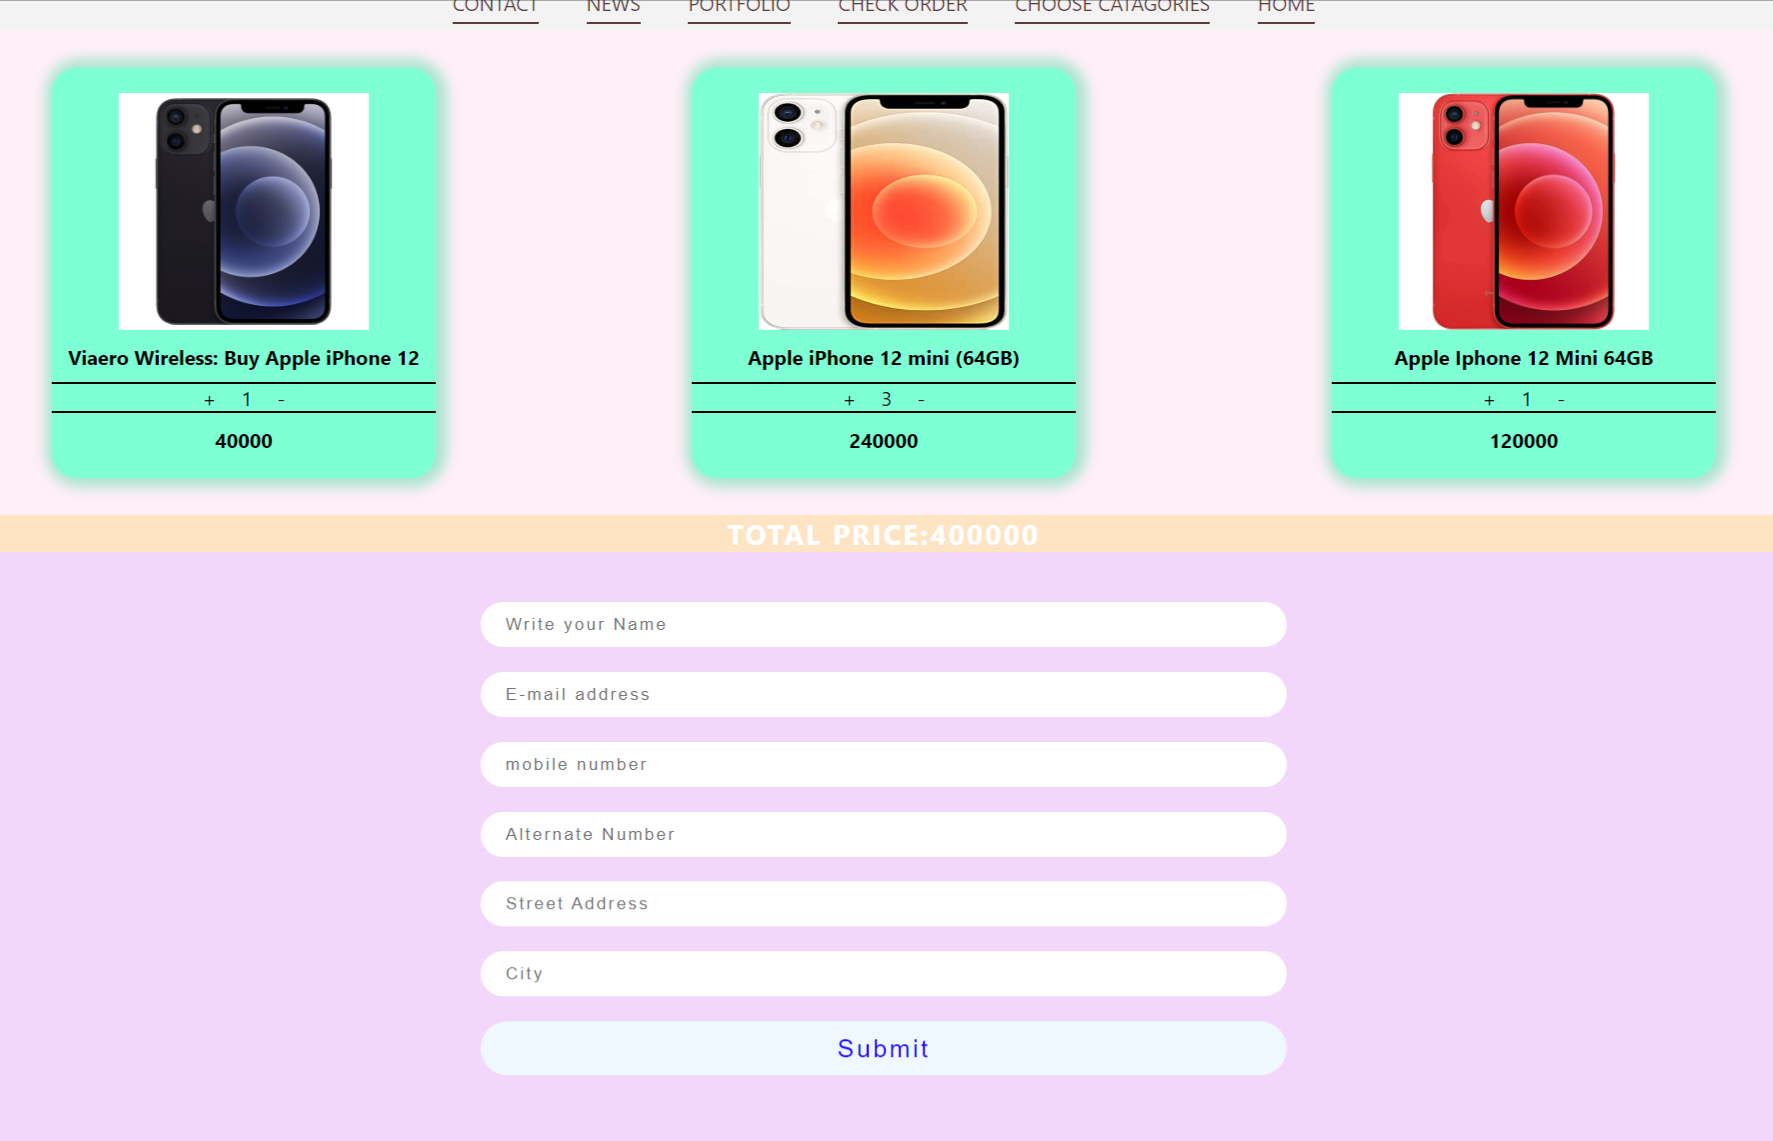 CONTACT NEWS PORTFOLIO CHECK ORDER CHOOSE CATAGORIES HOME
Viaero Wireless: Buy Apple iPhone 12
+ 1 -
40000
Apple iPhone 12 mini (64GB)
+ 3 -
240000
Apple Iphone 12 Mini 64GB
+ 1 -
120000
TOTAL PRICE:400000
Write your Name
E-mail address
mobile number
Alternate Number
Street Address
City
Submit